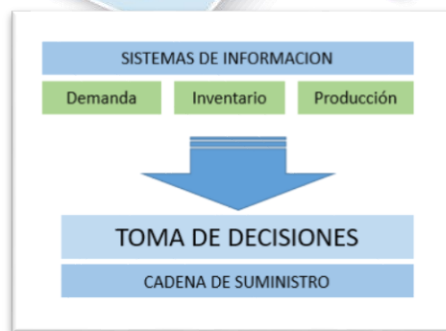 SISTEMAS DE INFORMACION
Demanda Inventario Producción
TOMA DE DECISIONES
CADENA DE SUMINISTRO